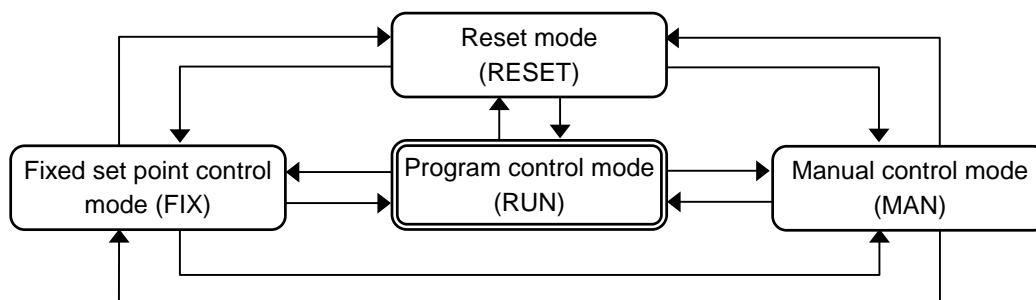 Reset mode
(RESET)
Fixed set point control
mode (FIX)
Program control mode
(RUN)
Manual control mode
(MAN)